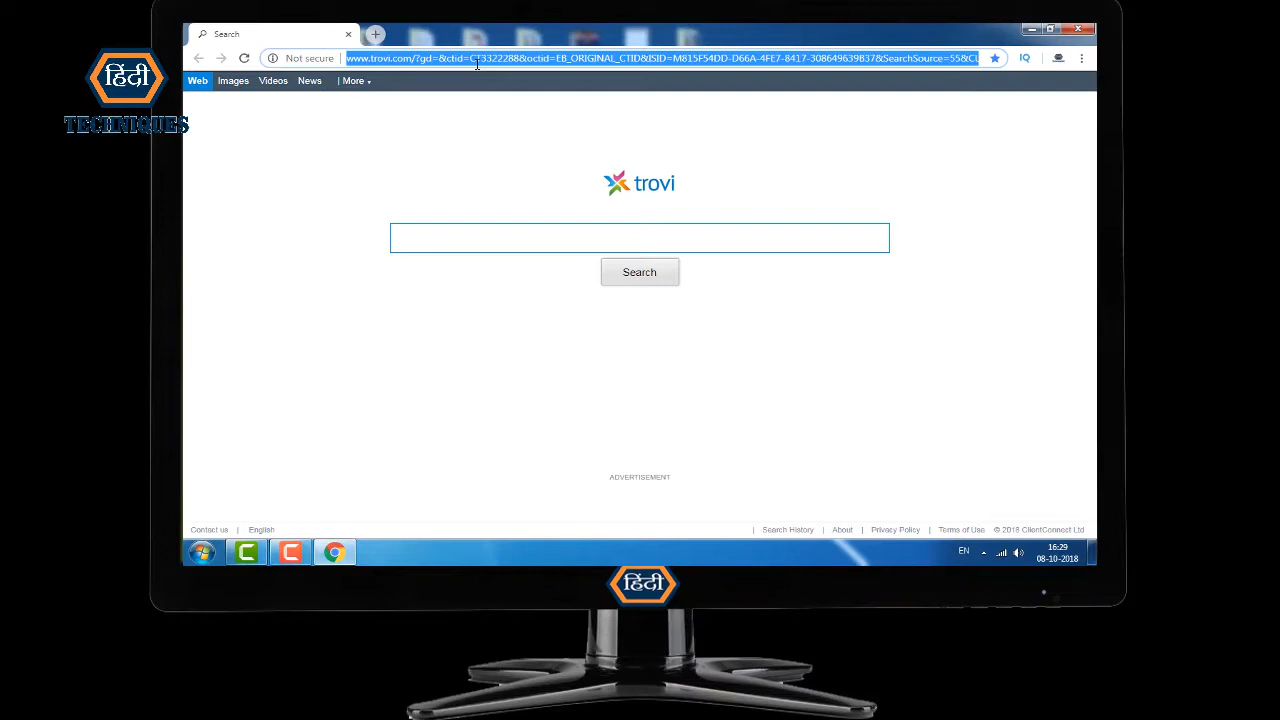 Search
Not secure
www.trovi.com/?gd=&ctid=CT3322288&octid=EB_ORIGINAL_CTID&ISID=M815F54DD-D66A-4FE7-8417-308649639B37&SearchSource=55&CU
IQ
Web Images Videos News | More
हिंदी
TECHNIQUES
trovi
Search
ADVERTISEMENT
Contact us | English
| Search History | About | Privacy Policy | Terms of Use © 2018 ClientConnect Ltd
EN
16:29
08-10-2018
हिंदी